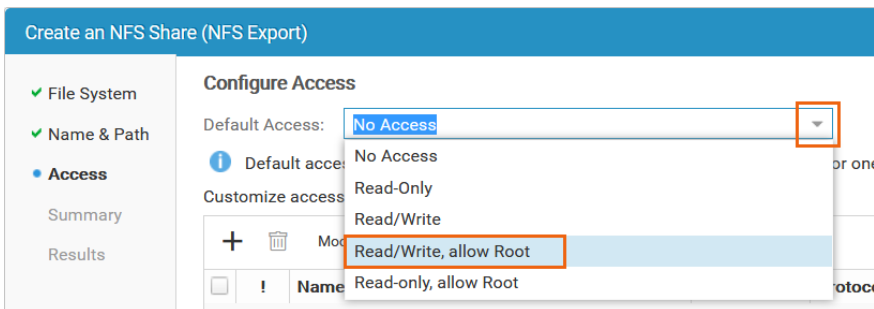 Create an NFS Share (NFS Export)
File System
Name & Path
Access
Summary
Results
Configure Access
Default Access: No Access
No Access
Read-Only
Read/Write
Read/Write, allow Root
Read-only, allow Root
Default acce
or one
Customize access
! Name